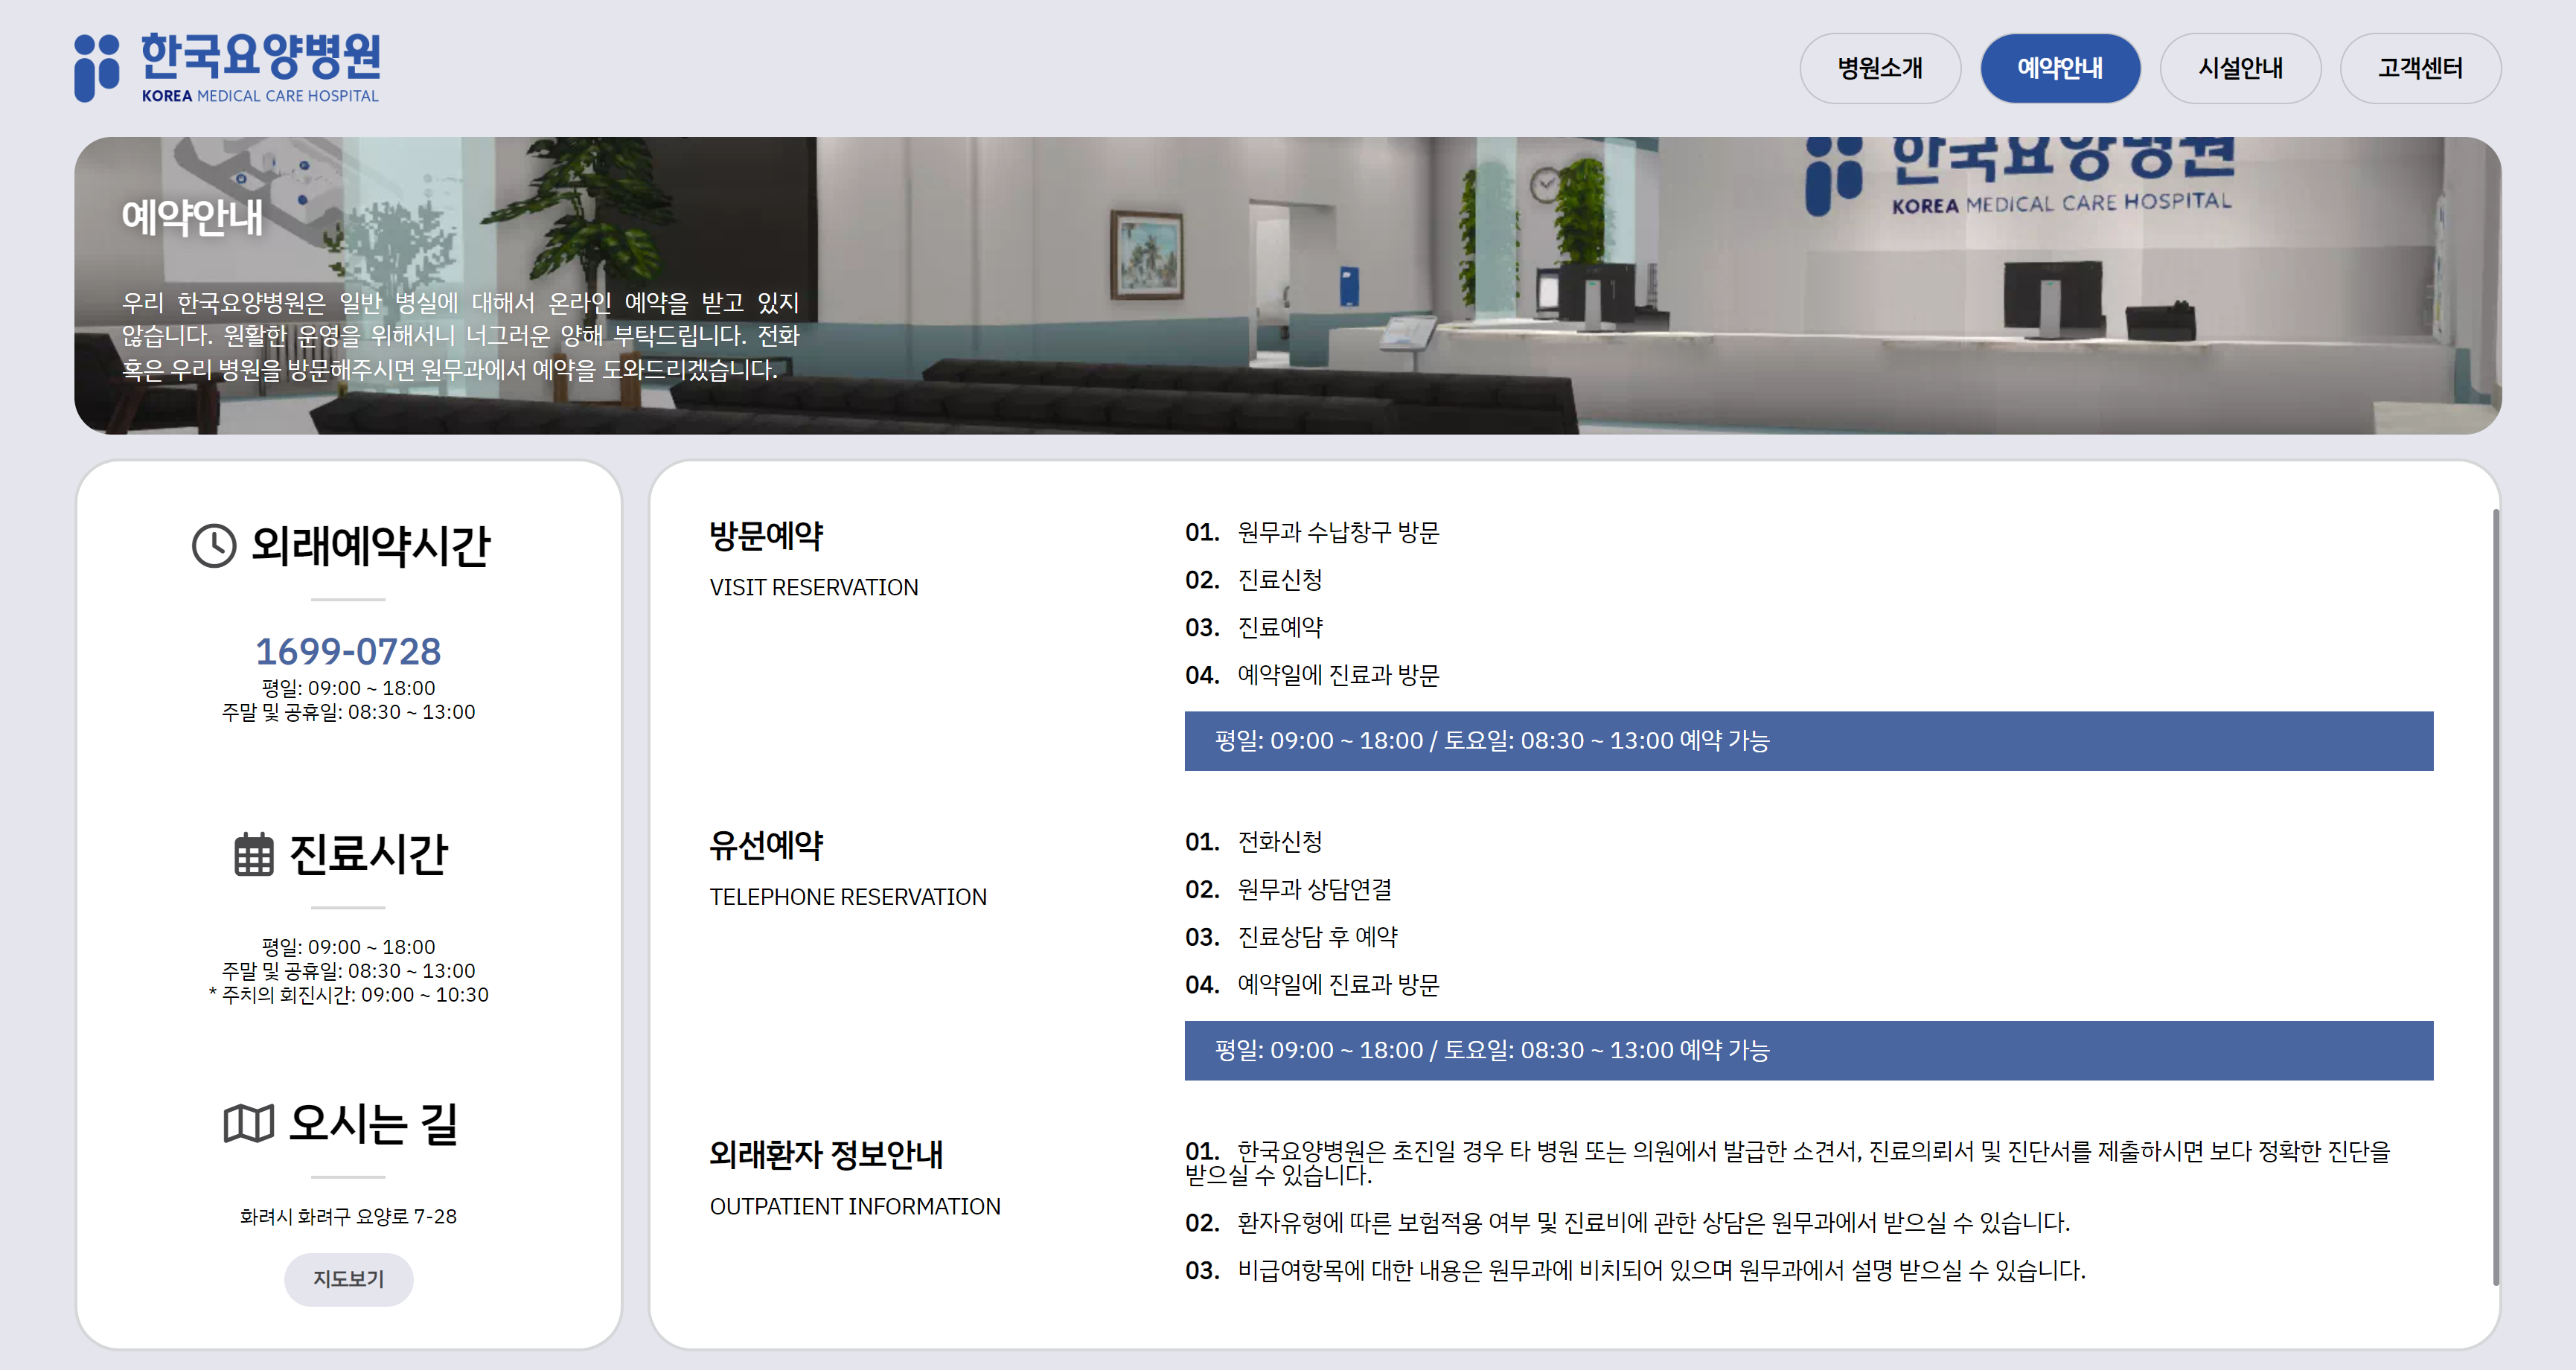 한국요양병원
KOREA MEDICAL CARE HOSPITAL
병원소개
예약안내
시설안내
고객센터
한국요양병원
KOREA MEDICAL CARE HOSPITAL
예약안내
우리 한국요양병원은 일반 병실에 대해서 온라인 예약을 받고 있지
않습니다. 원활한 운영을 위해서니 너그러운 양해 부탁드립니다. 전화
혹은 우리 병원을 방문해주시면 원무과에서 예약을 도와드리겠습니다.
외래예약시간
1699-0728
평일: 09:00 ~ 18:00
주말 및 공휴일: 08:30 ~ 13:00
진료시간
평일: 09:00 ~ 18:00
주말 및 공휴일: 08:30 ~ 13:00
* 주치의 회진시간: 09:00 ~ 10:30
오시는 길
화려시 화려구 요양로 7-28
지도보기
방문예약
VISIT RESERVATION
01. 원무과 수납창구 방문
02. 진료신청
03. 진료예약
04. 예약일에 진료과 방문
평일: 09:00 ~ 18:00 / 토요일: 08:30 ~ 13:00 예약 가능
유선예약
TELEPHONE RESERVATION
01. 전화신청
02. 원무과 상담연결
03. 진료상담 후 예약
04. 예약일에 진료과 방문
평일: 09:00 ~ 18:00 / 토요일: 08:30 ~ 13:00 예약 가능
외래환자 정보안내
OUTPATIENT INFORMATION
01. 한국요양병원은 초진일 경우 타 병원 또는 의원에서 발급한 소견서, 진료의뢰서 및 진단서를 제출하시면 보다 정확한 진단을
받으실 수 있습니다.
02. 환자유형에 따른 보험적용 여부 및 진료비에 관한 상담은 원무과에서 받으실 수 있습니다.
03. 비급여항목에 대한 내용은 원무과에 비치되어 있으며 원무과에서 설명 받으실 수 있습니다.